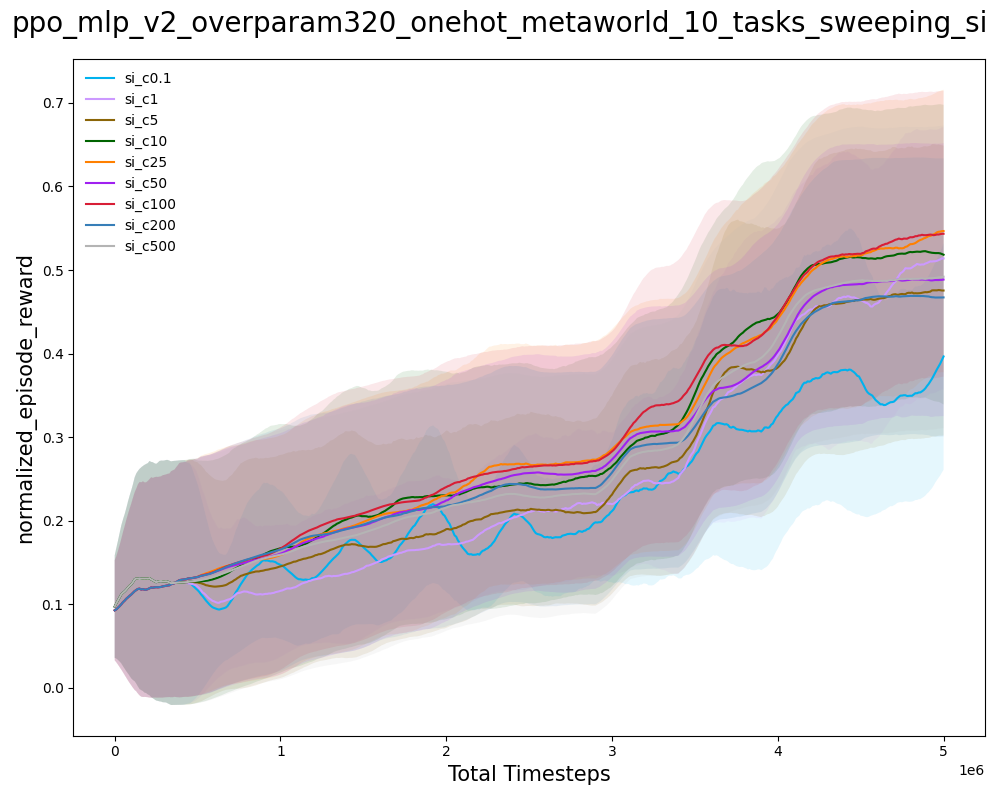 ppo_mlp_v2_overparam320_onehot_metaworld_10_tasks_sweeping_si
si_c0.1
si_c1
si_c5
si_c10
si_c25
si_c50
si_c100
si_c200
si_c500
normalized_episode_reward
0.7
0.6
0.5
0.4
0.3
0.2
0.1
0.0
0 1 2 3 4 5
1e6
Total Timesteps